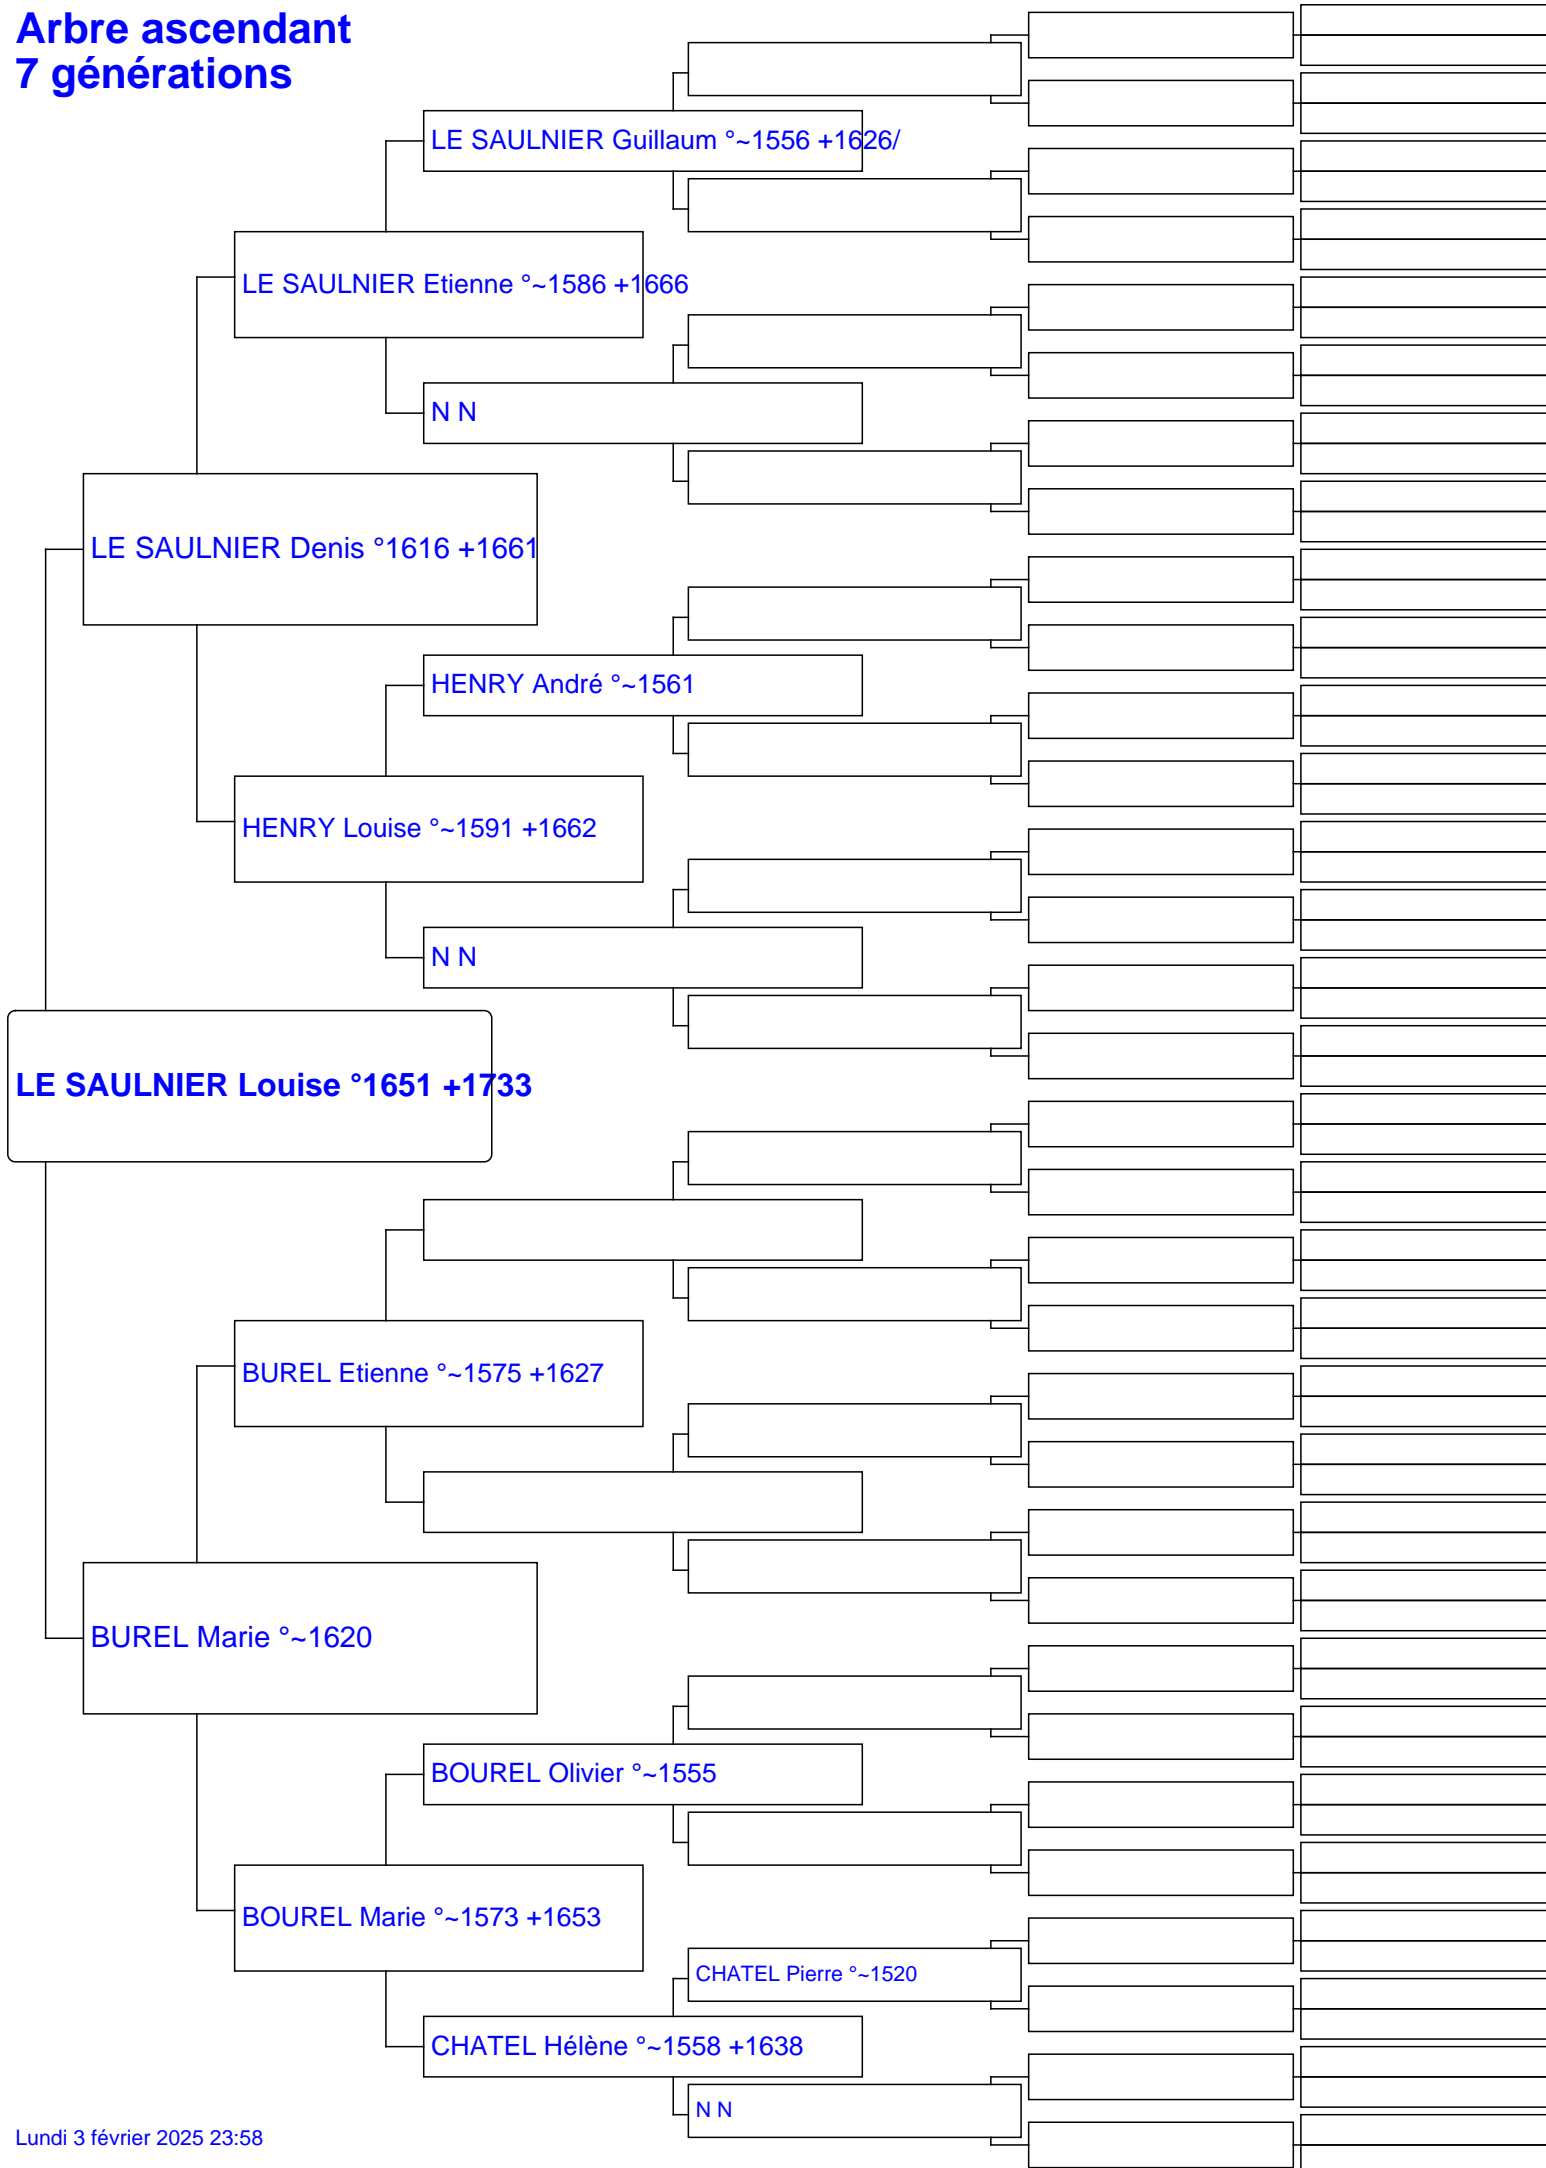 Arbre ascendant
7 générations
LE SAULNIER Guillaum °~1556 +1626/
LE SAULNIER Etienne °~1586 +1666
N N
LE SAULNIER Denis °1616 +1661
HENRY André °~1561
HENRY Louise °~1591 +1662
N N
LE SAULNIER Louise °1651 +1733
BUREL Etienne °~1575 +1627
BUREL Marie °~1620
BOUREL Olivier °~1555
BOUREL Marie °~1573 +1653
CHATEL Pierre °~1520
CHATEL Hélène °~1558 +1638
N N
Lundi 3 février 2025 23:58